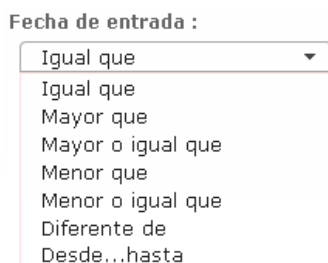 Fecha de entrada :
Igual que
Igual que
Mayor que
Mayor o igual que
Menor que
Menor o igual que
Diferente de
Desde...hasta